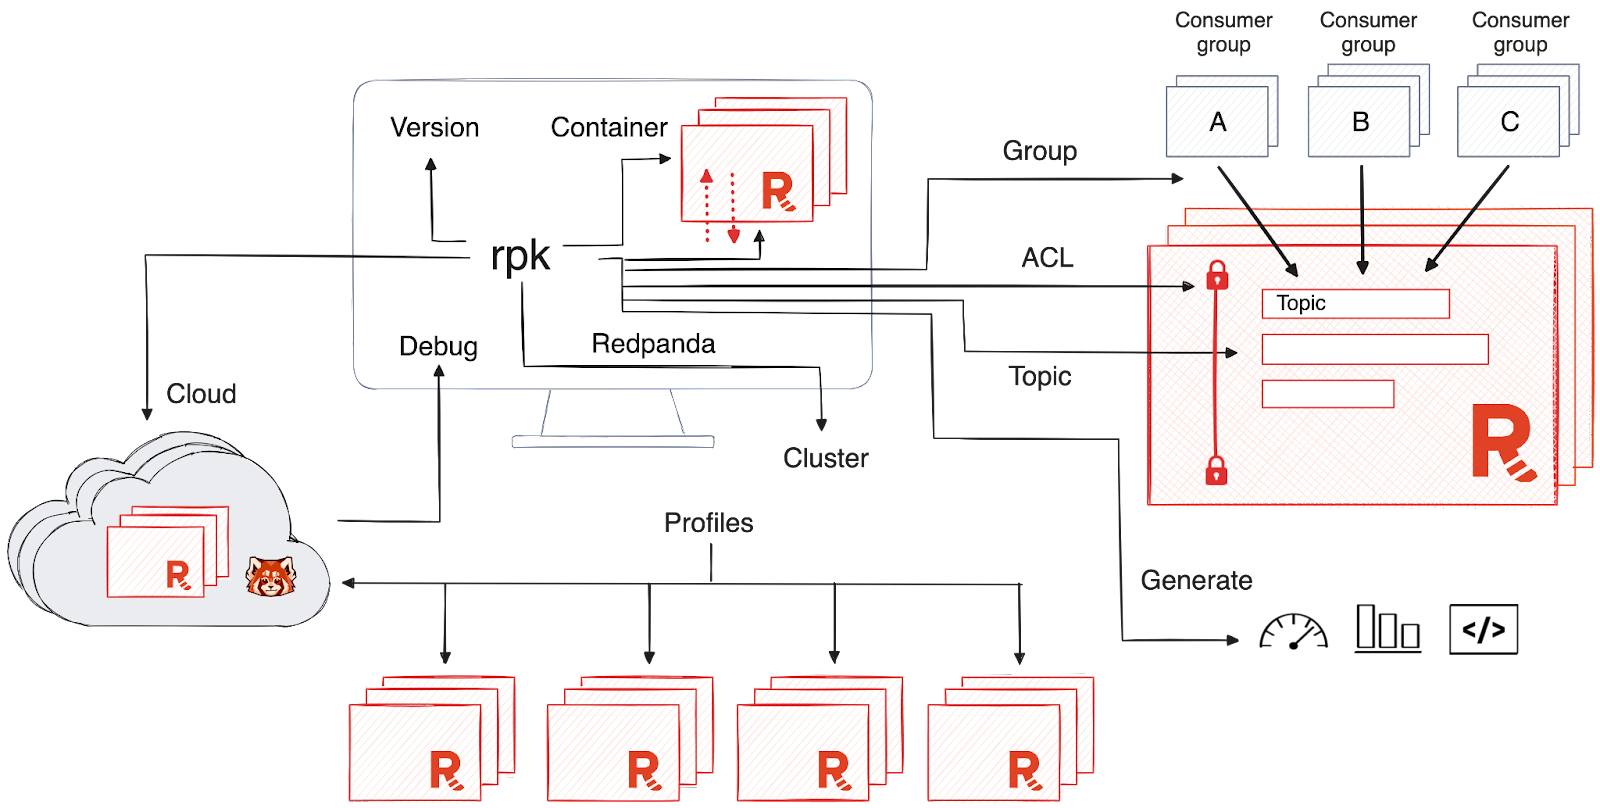 Consumer
group
Consumer
group
Consumer
group
A
B
C
Version
Container
Group
rpk
ACL
Topic
Debug
Redpanda
Topic
Cloud
Cluster
Profiles
Generate
</>
R
R
R
R
R
R
R